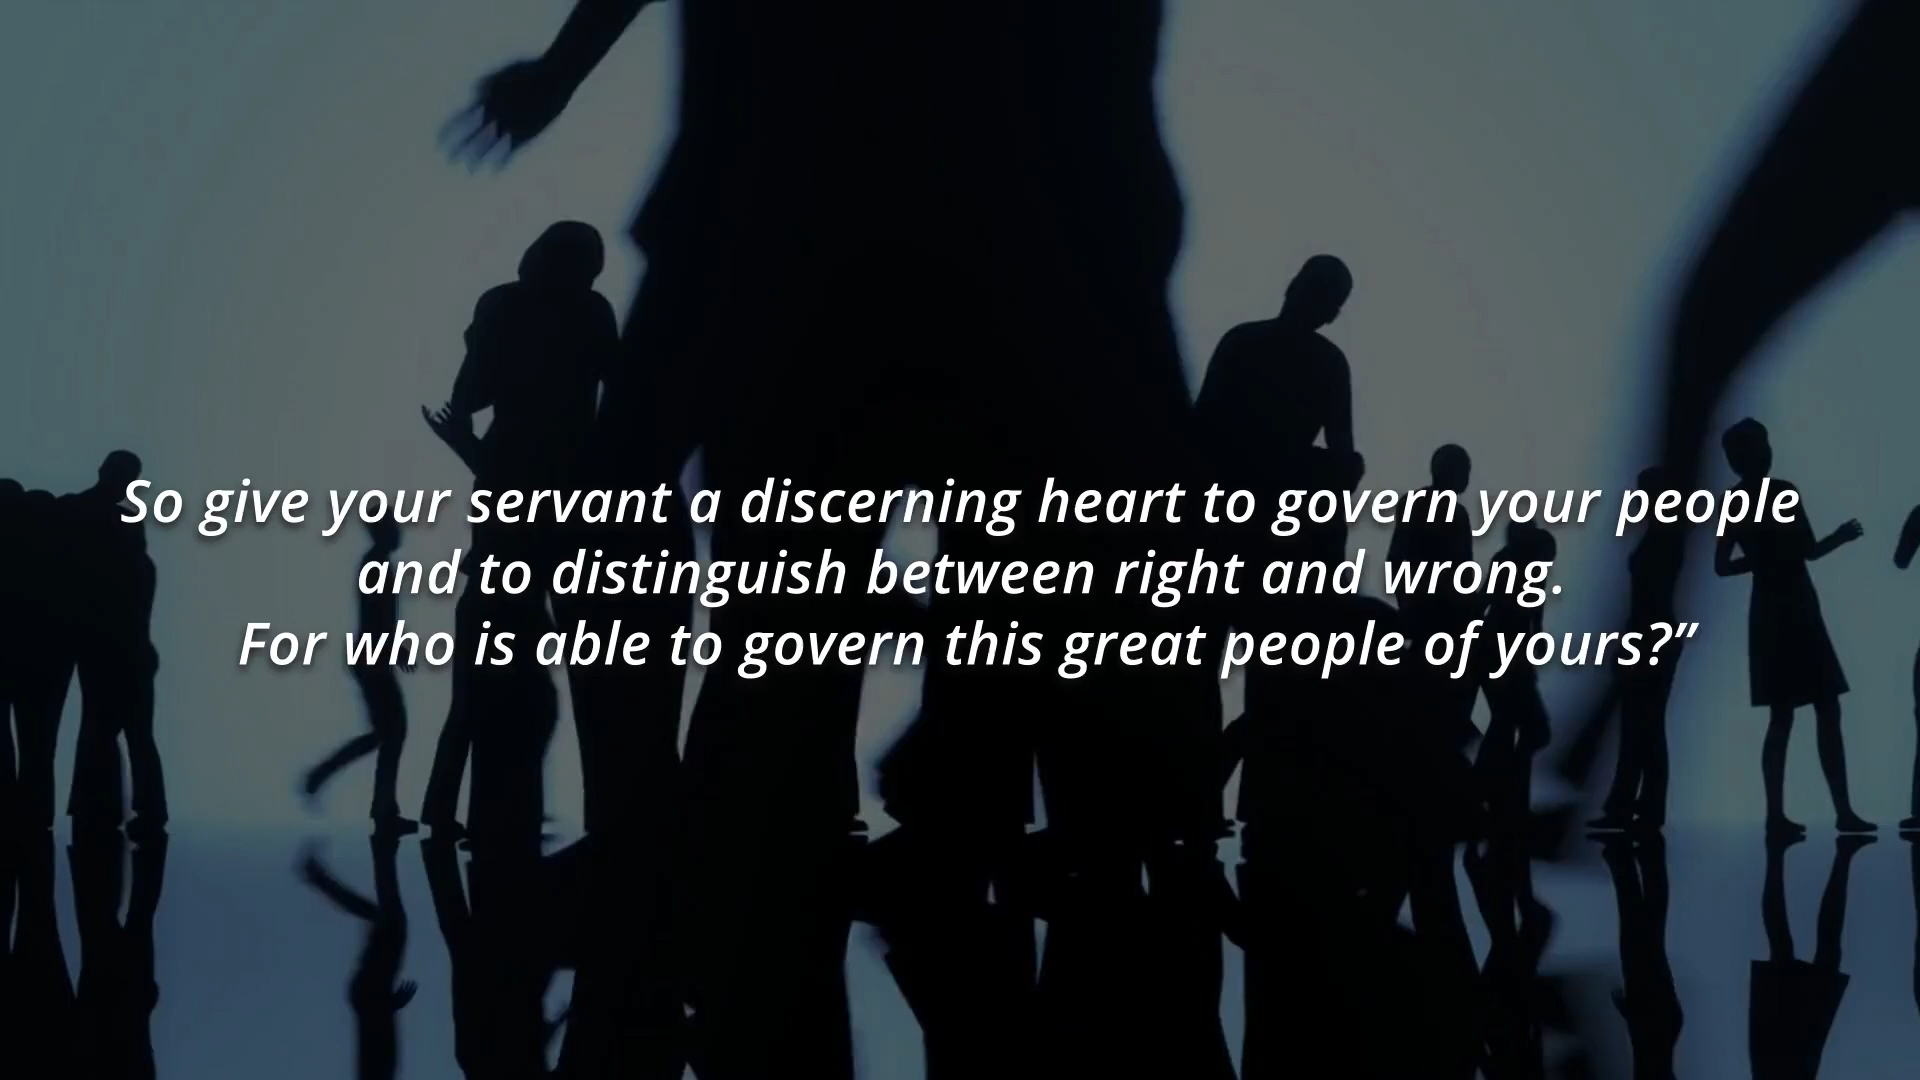 So give your servant a discerning heart to govern your people
and to distinguish between right and wrong.
For who is able to govern this great people of yours?”